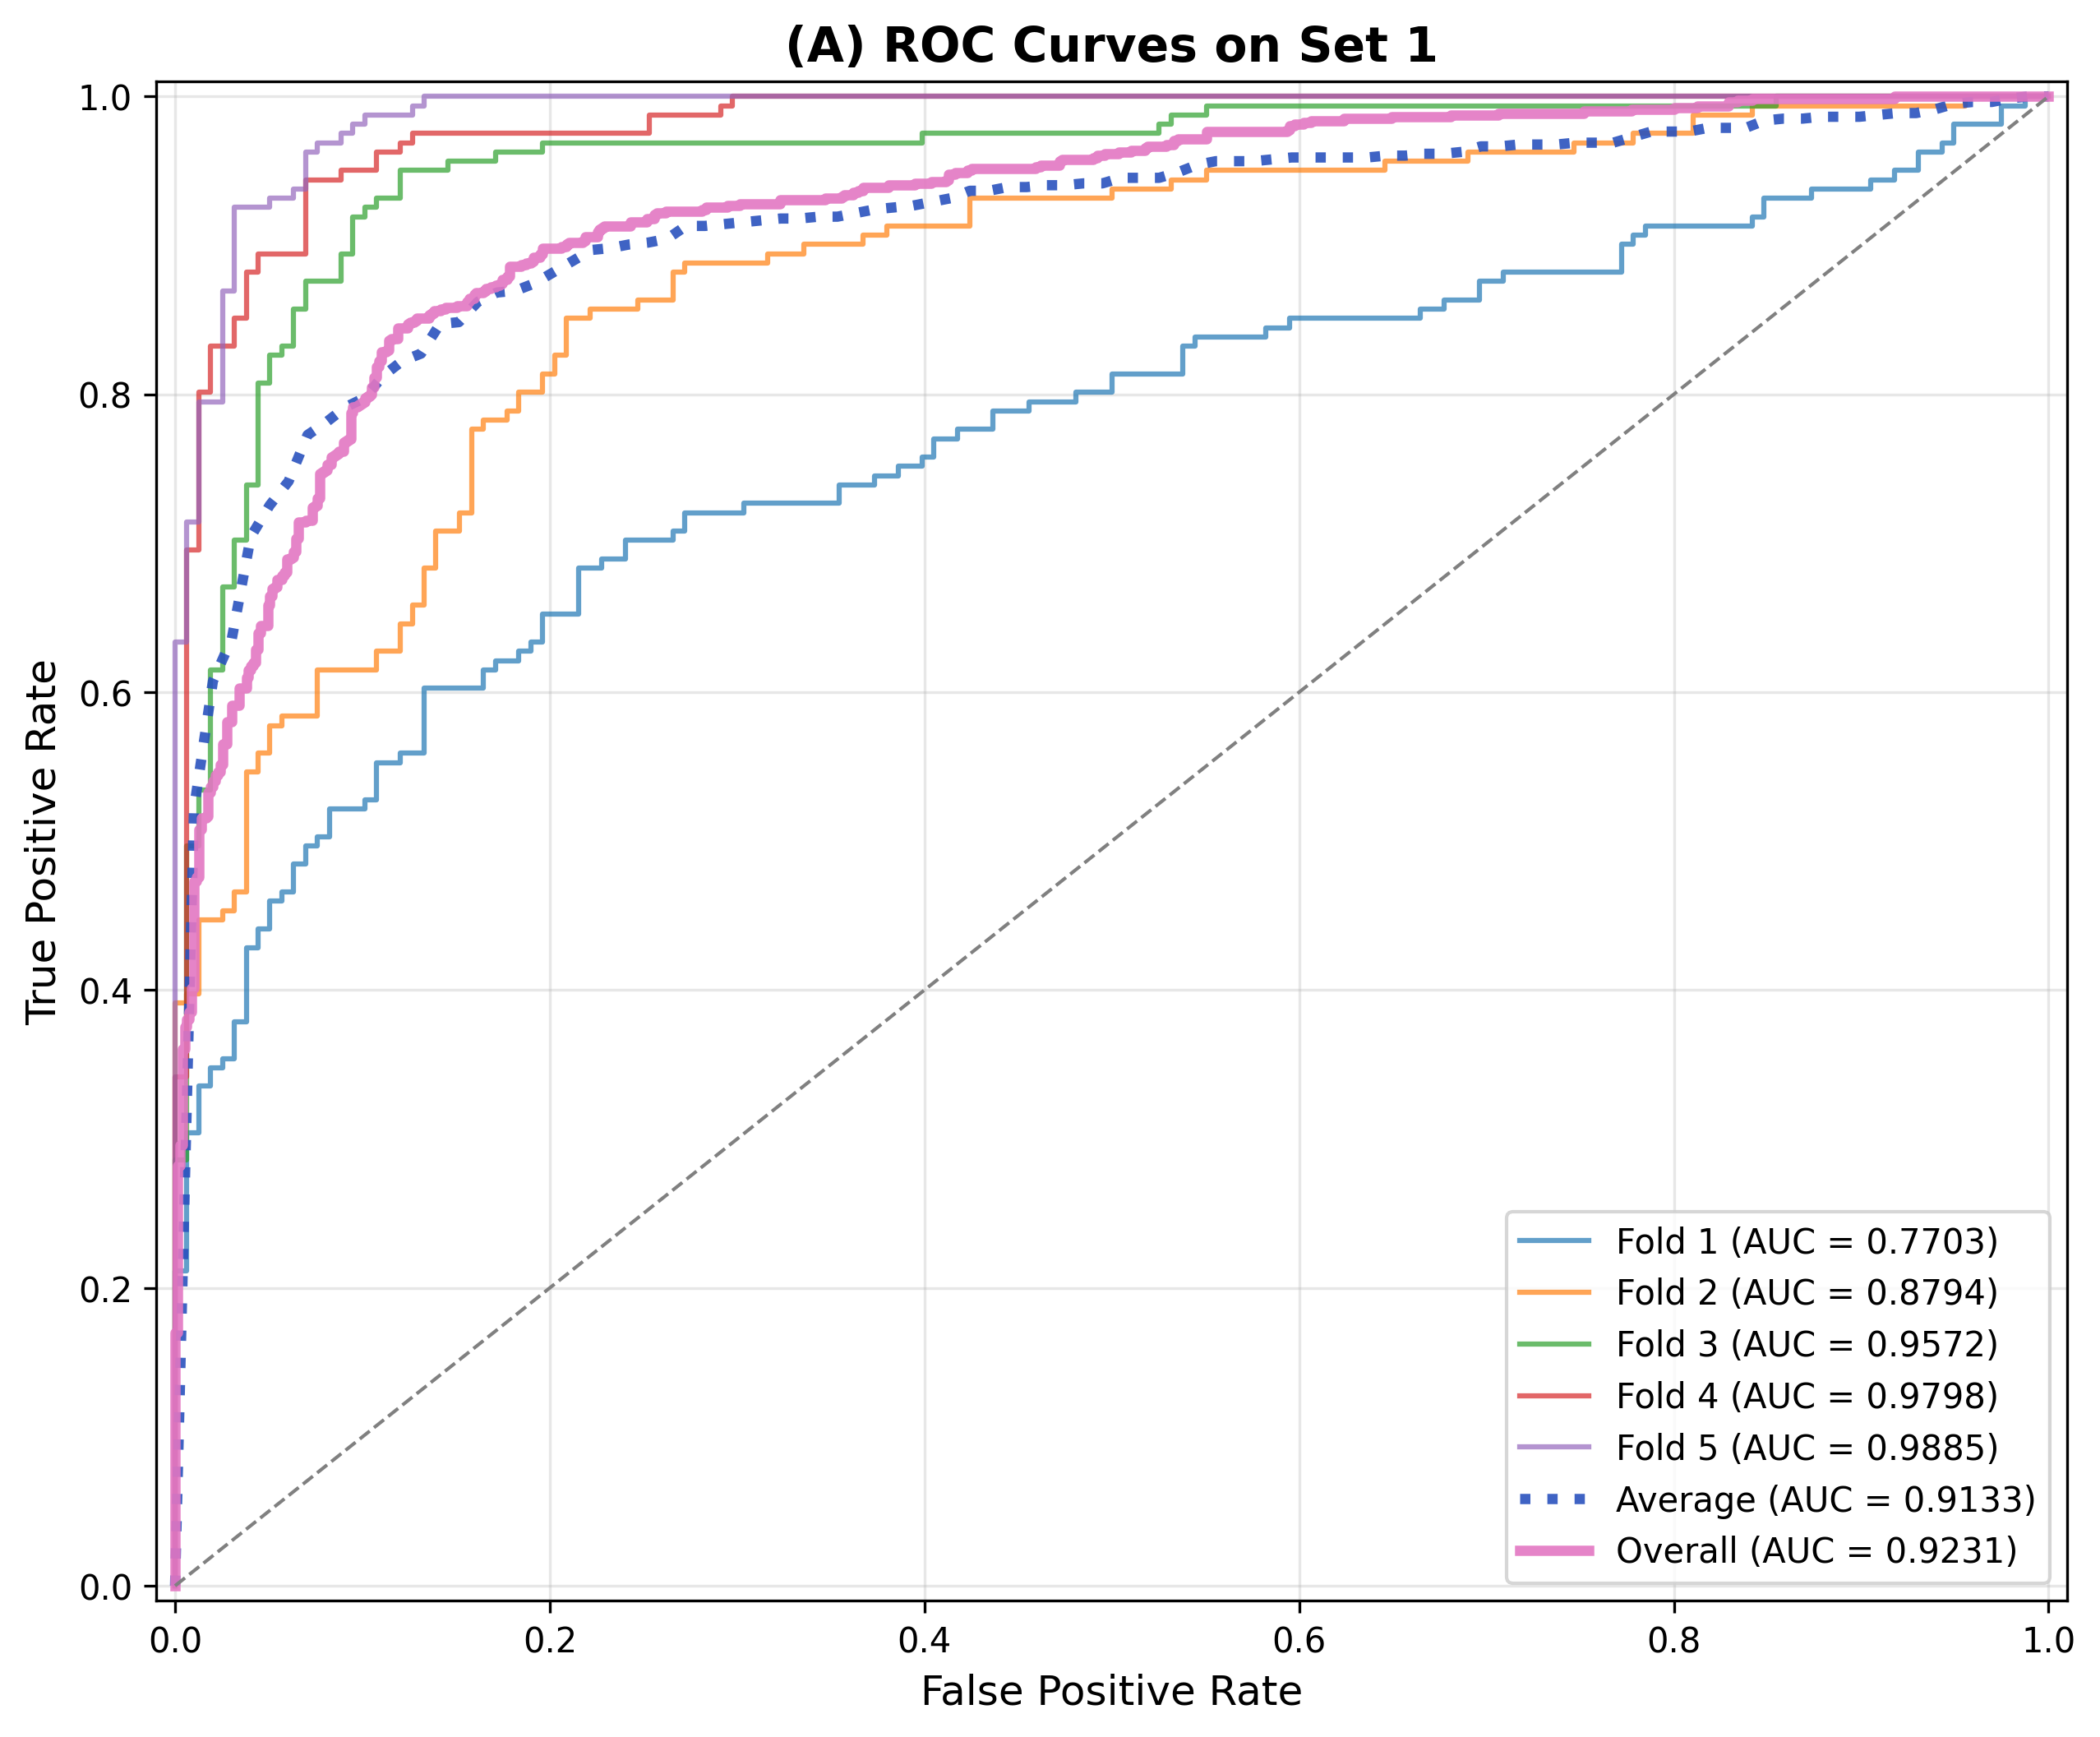 (A) ROC Curves on Set 1
1.0
0.8
0.6
0.4
0.2
0.0
True Positive Rate
0.0 0.2 0.4 0.6 0.8 1.0
False Positive Rate
Fold 1 (AUC = 0.7703)
Fold 2 (AUC = 0.8794)
Fold 3 (AUC = 0.9572)
Fold 4 (AUC = 0.9798)
Fold 5 (AUC = 0.9885)
Average (AUC = 0.9133)
Overall (AUC = 0.9231)